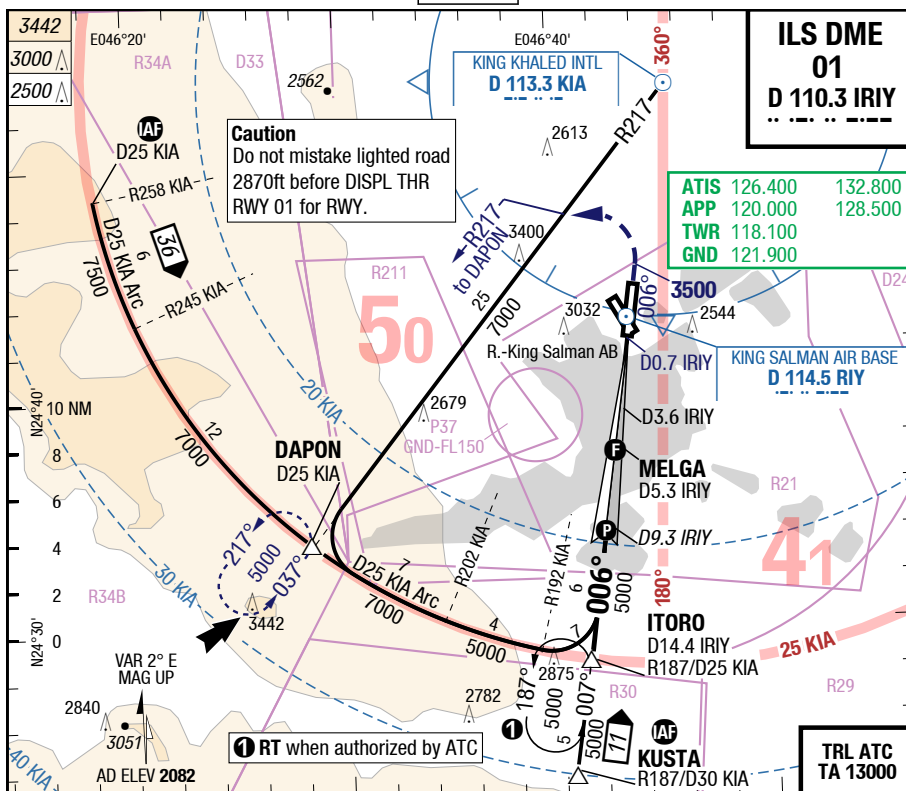 3442
3000
2500
E046°20'
R34A
D33
2562
E046°40'
KING KHALED INTL
D 113.3 KIA
360°
ILS DME
01
D 110.3 IRIY
IAF
D25 KIA
R258 KIA
Caution
Do not mistake lighted road
2870ft before DISPL THR
RWY 01 for RWY.
2613
R217
ATIS 126.400 132.800
APP 120.000 128.500
TWR 118.100
GND 121.900
D25 KIA Arc
6
7500
36
R245 KIA
R217
to DAPON
3400
R211
50
25
7000
006°
3500
D24
3032
2544
R.-King Salman AB
D0.7 IRIY
KING SALMAN AIR BASE
D 114.5 RIY
20 KIA
N24°40'
10 NM
8
6
4
2
0
N24°30'
12
7000
2679
P37
GND-FL150
D3.6 IRIY
DAPON
D25 KIA
F
MELGA
D5.3 IRIY
R21
P
D9.3 IRIY
41
217°
5000
037°
30 KIA
7
D25 KIA Arc
7000
R202 KIA
R192 KIA
6
006°
5000
180°
R34B
3442
4
5000
7
ITORO
D14.4 IRIY
R187/D25 KIA
25 KIA
VAR 2° E
MAG UP
2875
187°
5000
007°
R30
R29
2840
3051
2782
1
5
5000
11
IAF
KUSTA
R187/D30 KIA
40 KIA
AD ELEV 2082
1 RT when authorized by ATC
TRL ATC
TA 13000